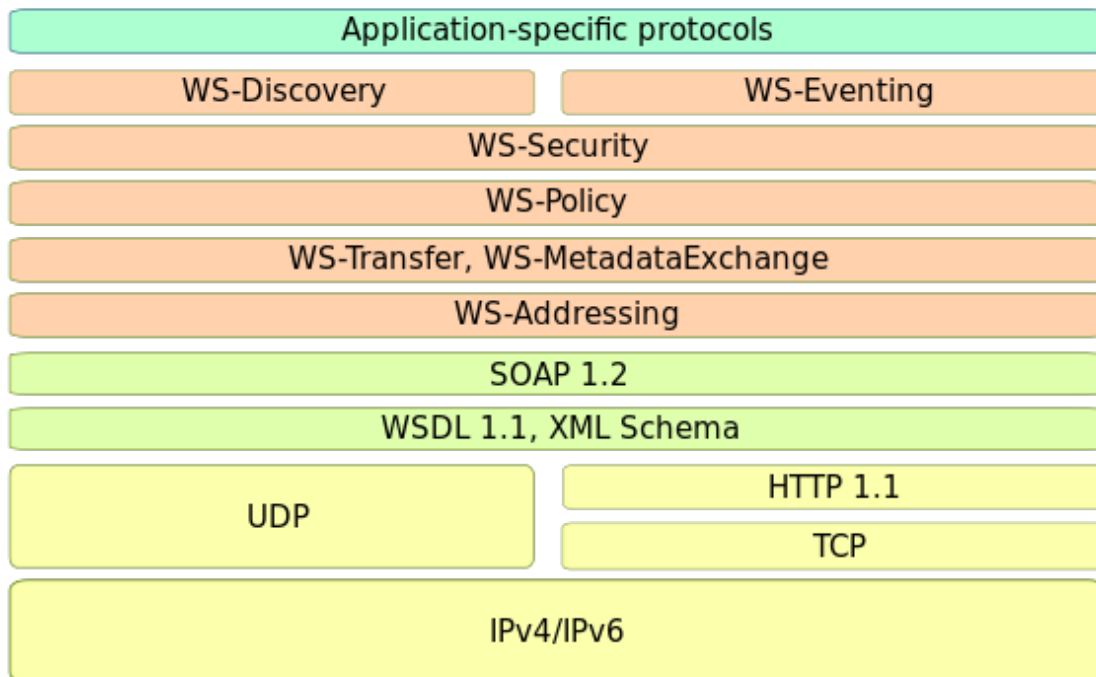 Application-specific protocols
WS-Discovery
WS-Eventing
WS-Security
WS-Policy
WS-Transfer, WS-MetadataExchange
WS-Addressing
SOAP 1.2
WSDL 1.1, XML Schema
UDP
HTTP 1.1
TCP
IPv4/IPv6